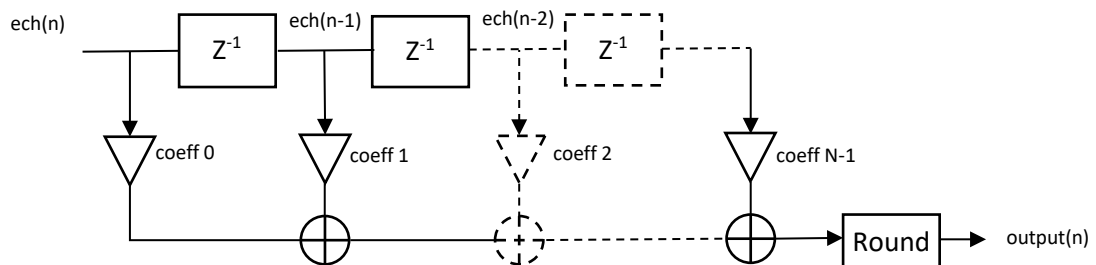 ech(n)
ech(n-1)
ech(n-2)
Z-1
Z-1
Z-1
coeff 0
coeff 1
coeff 2
coeff N-1
Round
output(n)